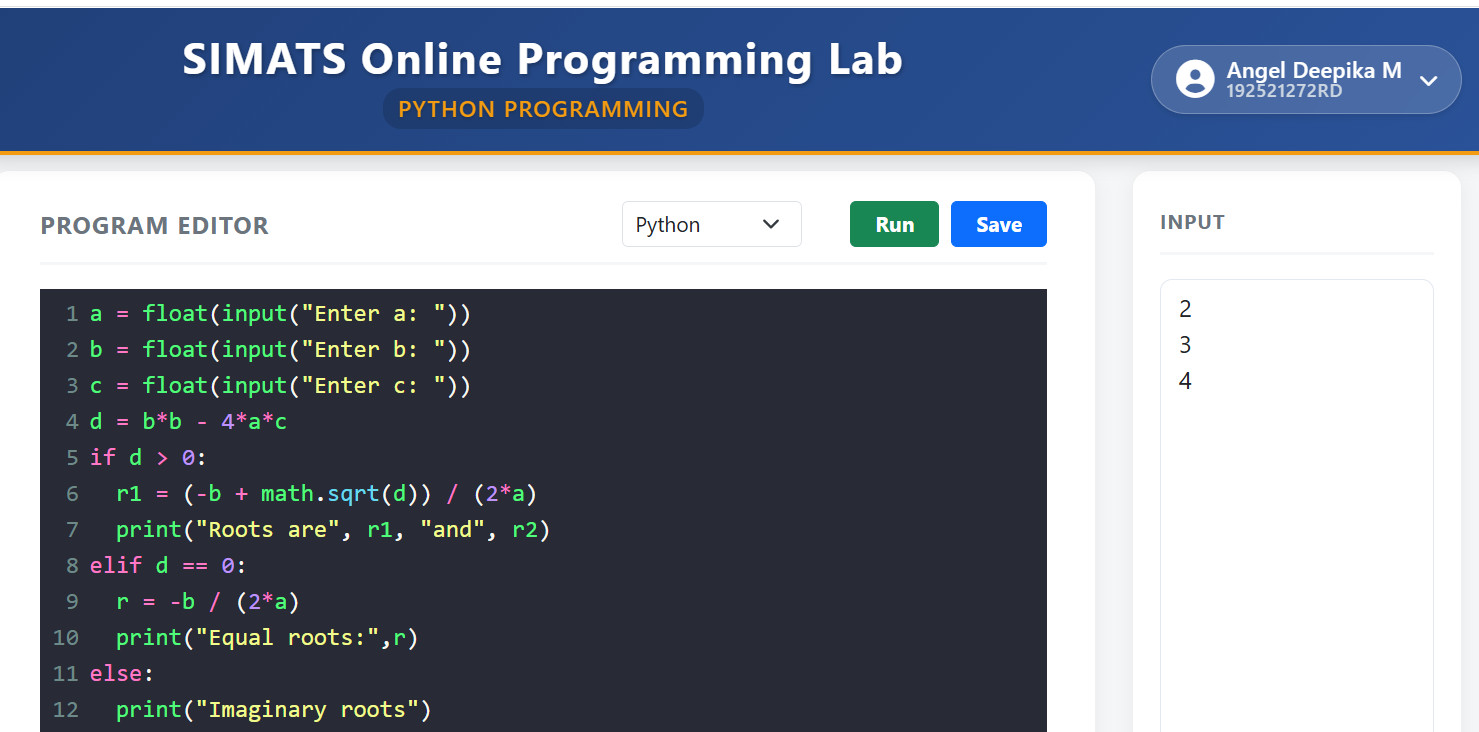 SIMATS Online Programming Lab
PYTHON PROGRAMMING
Angel Deepika M
192521272RD
PROGRAM EDITOR
Python
Run
Save
1 a = float(input("Enter a: "))
2 b = float(input("Enter b: "))
3 c = float(input("Enter c: "))
4 d = b*b - 4*a*c
5 if d > 0:
6   r1 = (-b + math.sqrt(d)) / (2*a)
7   print("Roots are", r1, "and", r2)
8 elif d == 0:
9   r = -b / (2*a)
10   print("Equal roots:",r)
11 else:
12   print("Imaginary roots")
INPUT
2
3
4